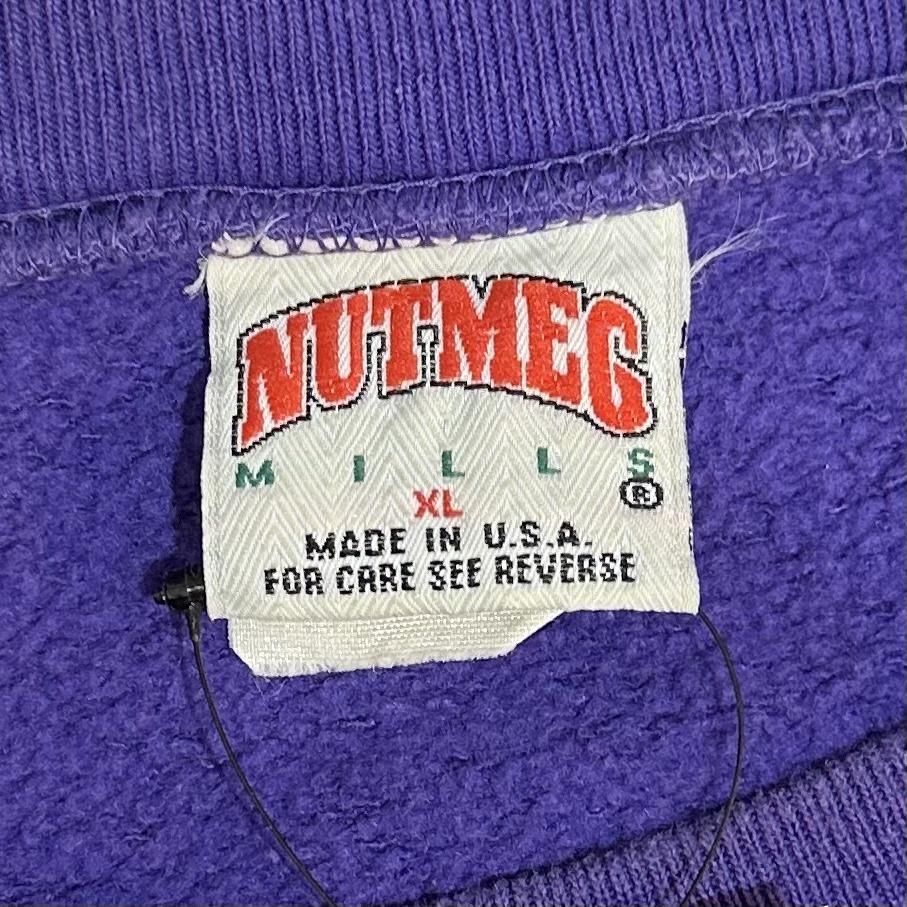 NUTMEG
MILLS®
XL
MADE IN U.S.A.
FOR CARE SEE REVERSE